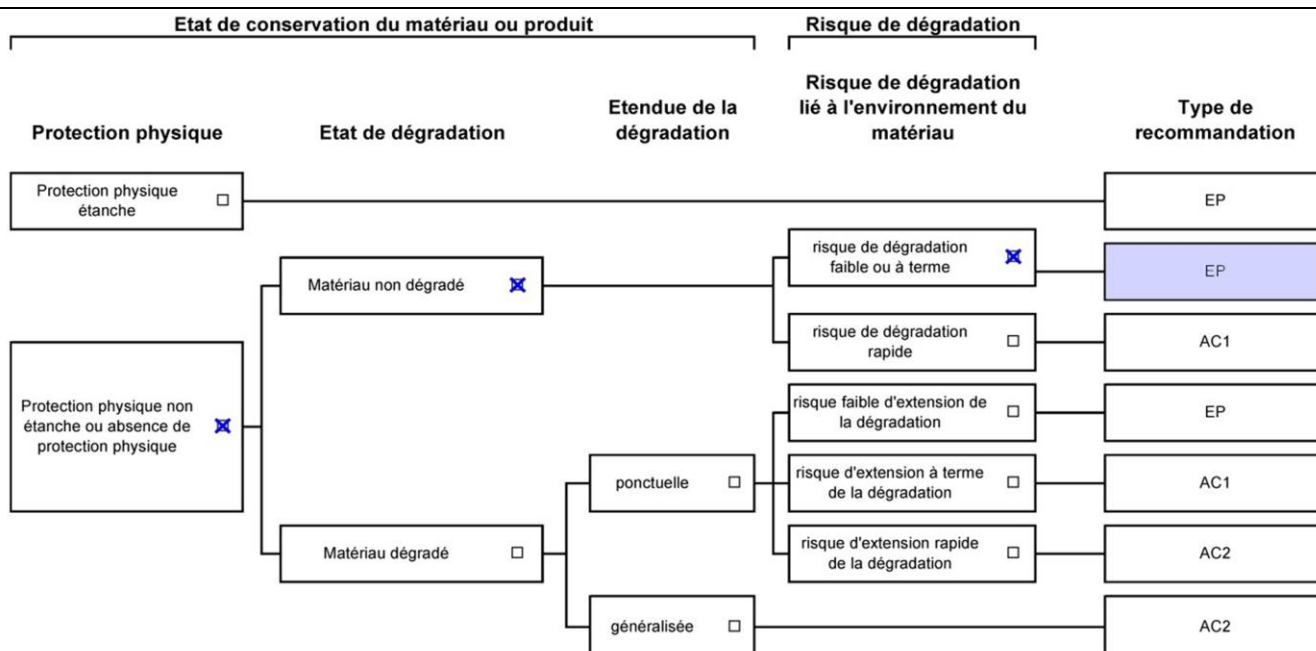 Etat de conservation du matériau ou produit
Risque de dégradation
Protection physique
Etat de dégradation
Etendue de la
dégradation
Risque de dégradation
lié à l'environnement du
matériau
Type de
recommandation
Protection physique
étanche
EP
risque de dégradation
faible ou à terme
EP
Matériau non dégradé
risque de dégradation
rapide
AC1
Protection physique non
étanche ou absence de
protection physique
risque faible d'extension de
la dégradation
EP
ponctuelle
risque d'extension à terme
de la dégradation
AC1
Matériau dégradé
risque d'extension rapide
de la dégradation
AC2
généralisée
AC2